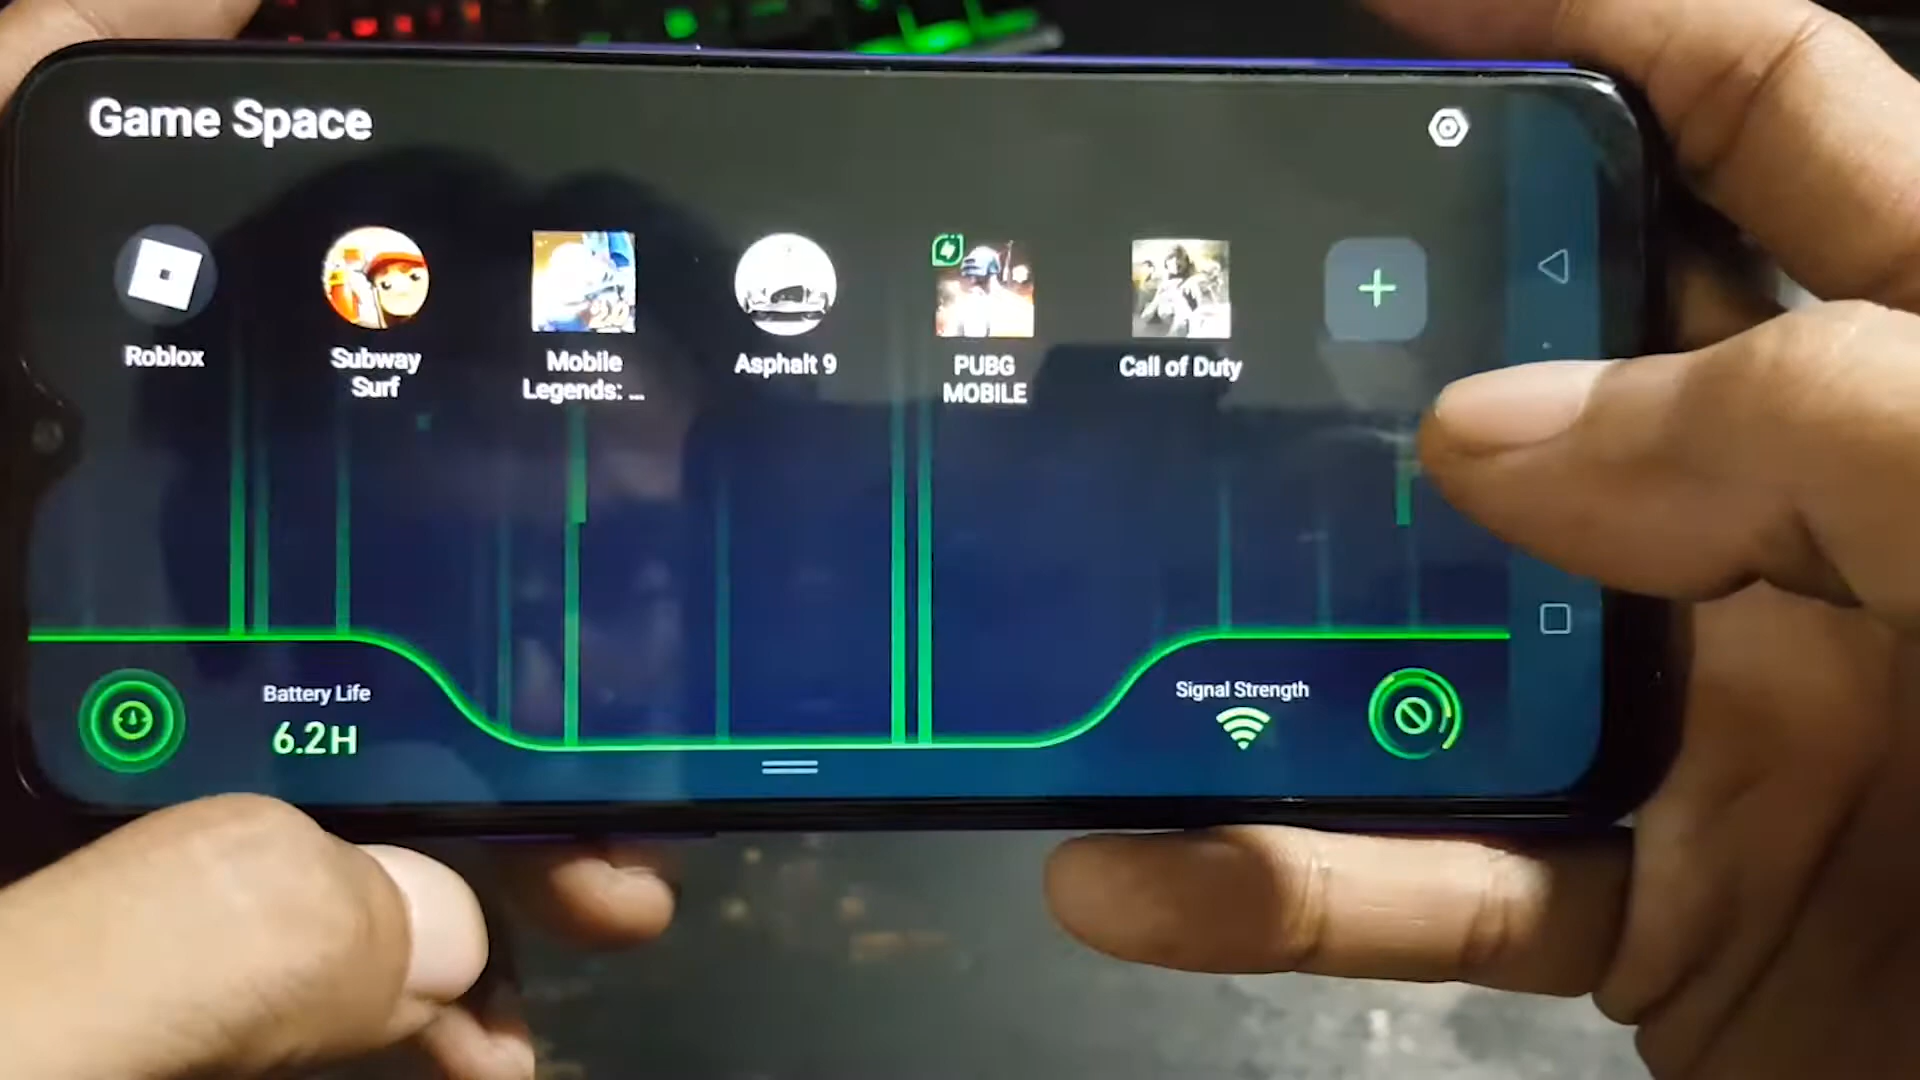 Game Space
Roblox
Subway
Surf
Mobile
Legends: ...
Asphalt 9
PUBG
MOBILE
Call of Duty
Battery Life
6.2H
Signal Strength